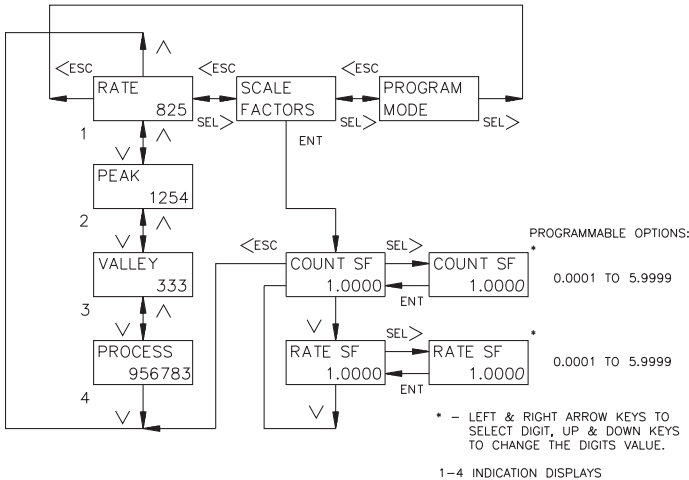 <ESC
<ESC
<ESC
RATE
825
SCALE
FACTORS
PROGRAM
MODE
SEL>
SEL>
SEL>
1
ENT
PEAK
1254
2
<ESC
SEL>
PROGRAMMABLE OPTIONS:
VALLEY
333
COUNT SF
1.0000
COUNT SF
1.0000
*
0.0001 TO 5.9999
3
ENT
SEL>
PROCESS
956783
RATE SF
1.0000
RATE SF
1.0000
*
0.0001 TO 5.9999
4
ENT
* - LEFT & RIGHT ARROW KEYS TO
SELECT DIGIT, UP & DOWN KEYS
TO CHANGE THE DIGITS VALUE.
1-4 INDICATION DISPLAYS